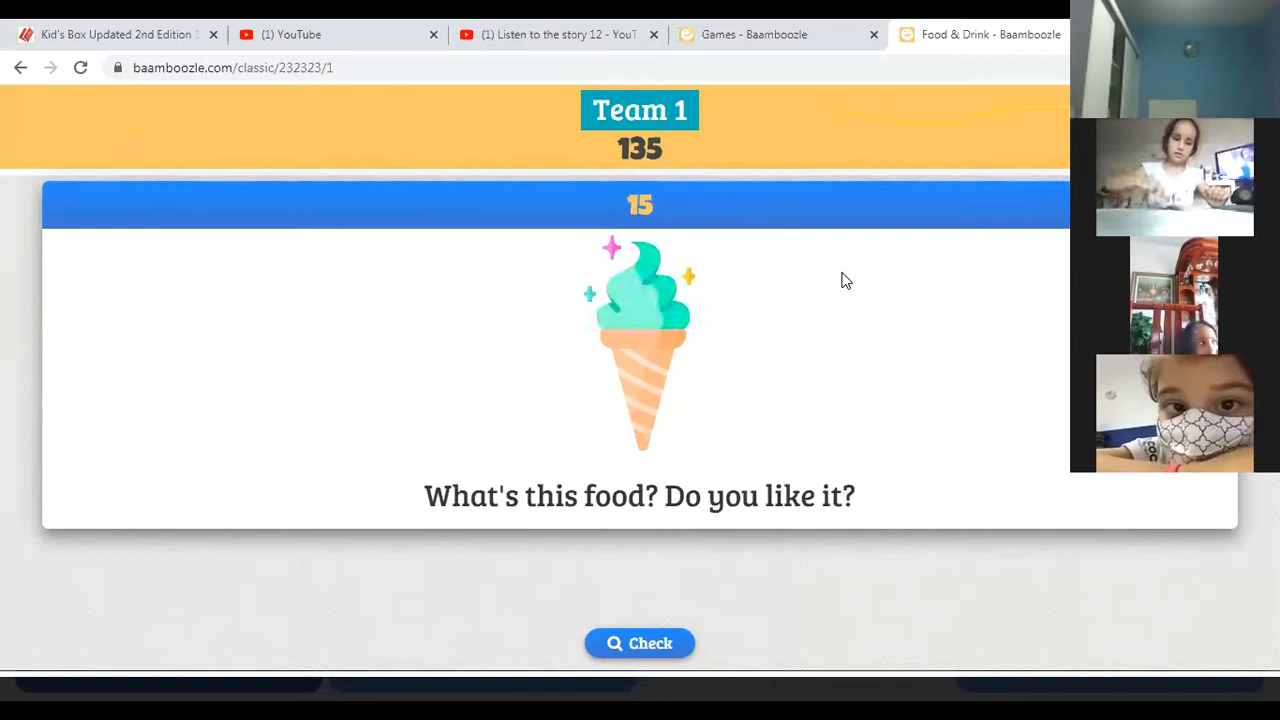 Kid's Box Updated 2nd Edition
(1) YouTube
(1) Listen to the story 12 - YouT
Games - Baamboozle
Food & Drink - Baamboozle
baamboozle.com/classic/232323/1
Team 1
135
15
What's this food? Do you like it?
Check